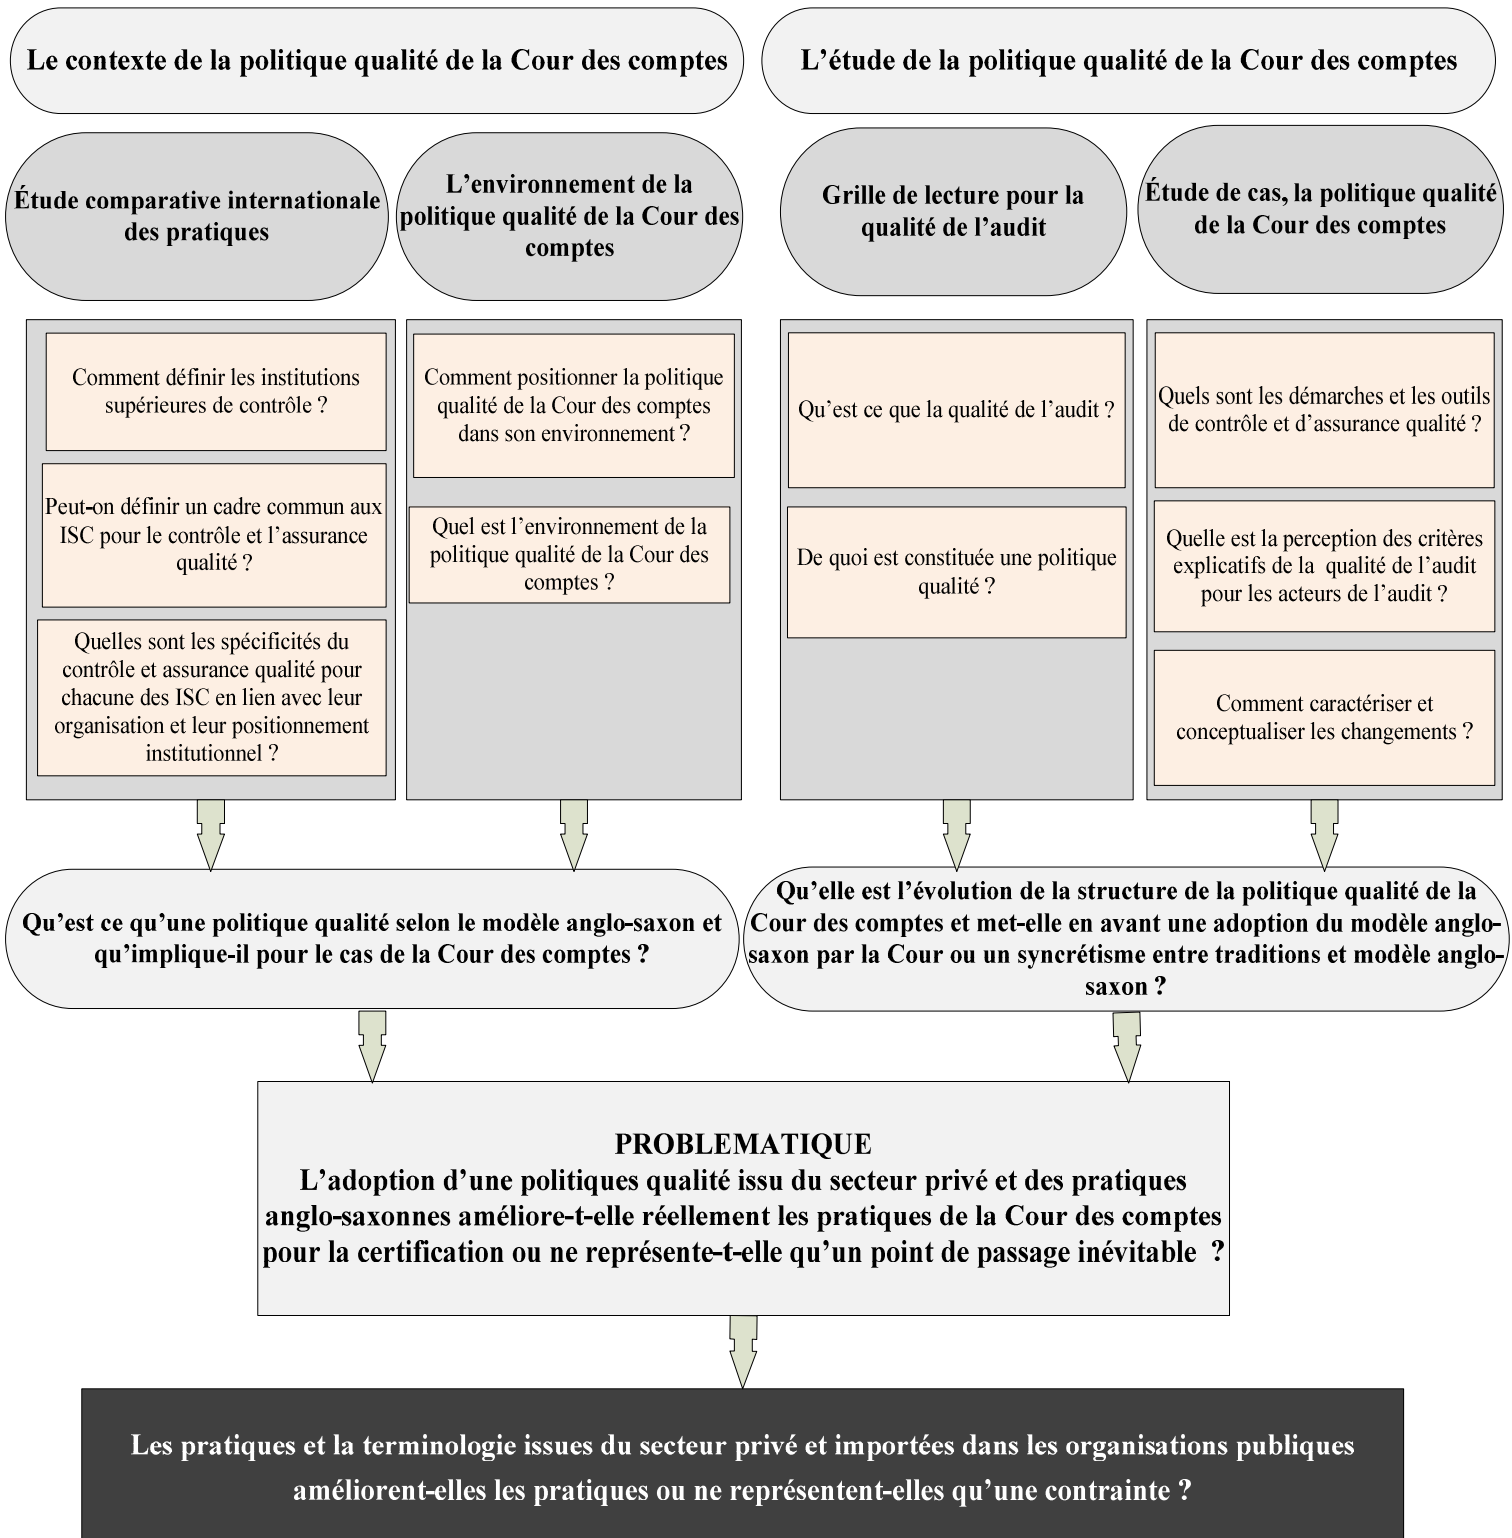 Le contexte de la politique qualité de la Cour des comptes
L’étude de la politique qualité de la Cour des comptes
Étude comparative internationale
des pratiques
L’environnement de la
politique qualité de la Cour des
comptes
Grille de lecture pour la
qualité de l’audit
Étude de cas, la politique qualité
de la Cour des comptes
Comment définir les institutions
supérieures de contrôle ?
Peut-on définir un cadre commun aux
ISC pour le contrôle et l’assurance
qualité ?
Quelles sont les spécificités du
contrôle et assurance qualité pour
chacune des ISC en lien avec leur
organisation et leur positionnement
institutionnel ?
Comment positionner la politique
qualité de la Cour des comptes
dans son environnement ?
Quel est l’environnement de la
politique qualité de la Cour des
comptes ?
Qu’est ce que la qualité de l’audit ?
De quoi est constituée une politique
qualité ?
Quels sont les démarches et les outils
de contrôle et d’assurance qualité ?
Quelle est la perception des critères
explicatifs de la qualité de l’audit
pour les acteurs de l’audit ?
Comment caractériser et
conceptualiser les changements ?
Qu’est ce qu’une politique qualité selon le modèle anglo-saxon et
qu’implique-il pour le cas de la Cour des comptes ?
Qu’elle est l’évolution de la structure de la politique qualité de la
Cour des comptes et met-elle en avant une adoption du modèle anglo-
saxon par la Cour ou un syncrétisme entre traditions et modèle anglo-
saxon ?
PROBLEMATIQUE
L’adoption d’une politiques qualité issu du secteur privé et des pratiques
anglo-saxonnes améliore-t-elle réellement les pratiques de la Cour des comptes
pour la certification ou ne représente-t-elle qu’un point de passage inévitable ?
Les pratiques et la terminologie issues du secteur privé et importées dans les organisations publiques
améliorent-elles les pratiques ou ne représentent-elles qu’une contrainte ?